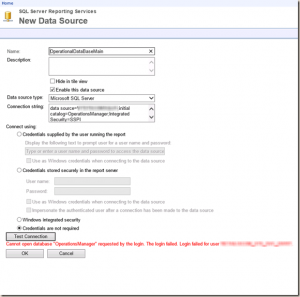 Home
SQL Server Reporting Services
New Data Source
Name:
OperationalDataBaseMain
Description:
Hide in tile view
Enable this data source
Data source type:
Microsoft SQL Server
Connection string:
data source= initial
catalog=OperationsManager;Integrated
Security=SSPI
Connect using:
Credentials supplied by the user running the report
Display the following text to prompt user for a user name and password:
Type or enter a user name and password to access the data source
Use as Windows credentials when connecting to the data source
Credentials stored securely in the report server
User name:
Password:
Use as Windows credentials when connecting to the data source
Impersonate the authenticated user after a connection has been made to the data source
Windows integrated security
Credentials are not required
Test Connection
Cannot open database "OperationsManager" requested by the login. The login failed. Login failed for user
OK
Cancel